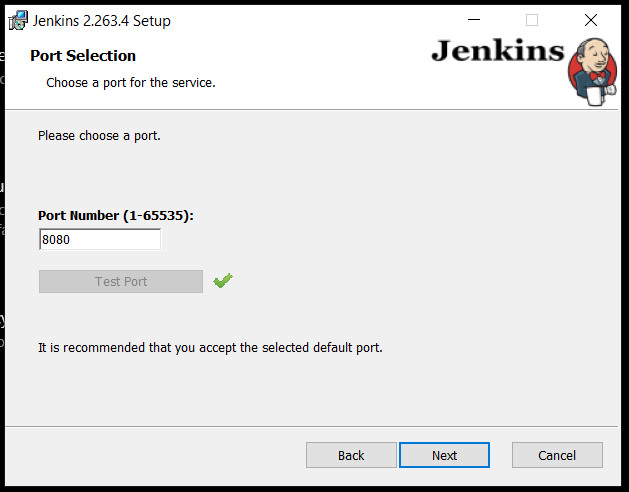 Jenkins 2.263.4 Setup
Port Selection
Jenkins
Choose a port for the service.
Please choose a port.
Port Number (1-65535):
8080
Test Port
It is recommended that you accept the selected default port.
Back
Next
Cancel